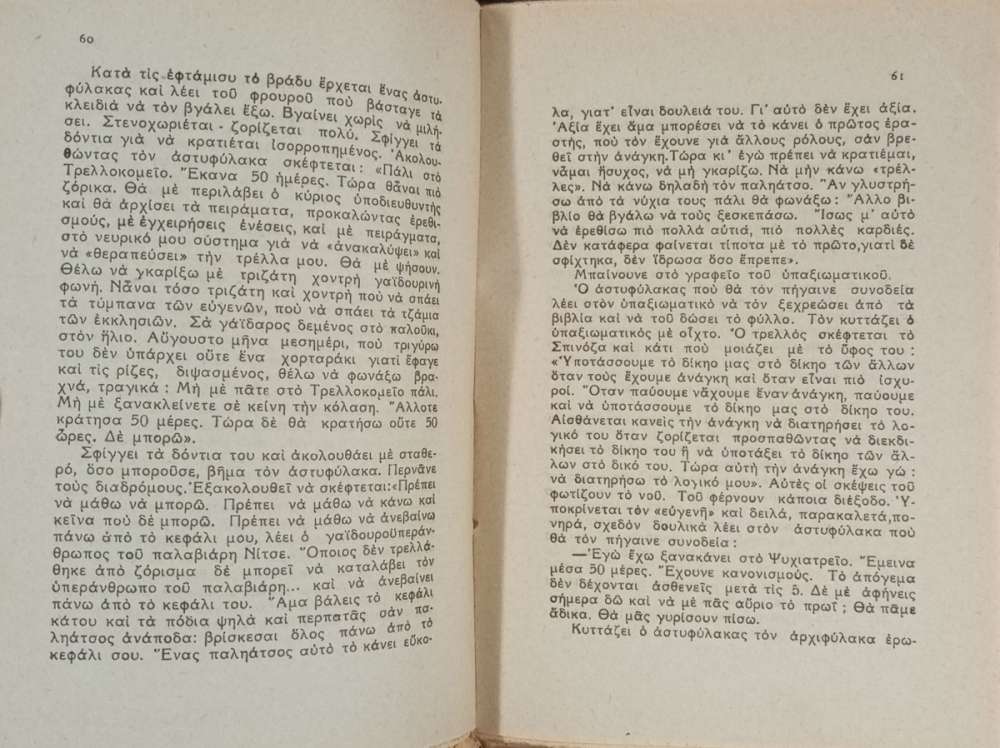 60
Κατὰ τὶς ἑφτάμισυ τὸ βράδυ ἔρχεται ἕνας ἀστυ-
φύλακας καὶ λέει τοῦ φρουροῦ ποὺ βάσταγε τὰ
κλειδιὰ νὰ τὸν βγάλει ἔξω. Βγαίνει χωρὶς νὰ μιλή-
σει. Στενοχωριέται - ζορίζεται πολύ. Σφίγγει τὰ
δόντια γιὰ νὰ κρατιέται ἰσορροπημένος. Ἀκολου-
θώντας τὸν ἀστυφύλακα σκέφτεται: «Πάλι στὸ
Τρελλοκομεῖο. Ἔκανα 50 ἡμέρες. Τώρα θἆναι πιὸ
ζόρικα. Θὰ μὲ περιλάβει ὁ κύριος ὑποδιευθυντὴς
καὶ θὰ ἀρχίσει τὰ πειράματα, προκαλώντας ἐρεθι-
σμούς, μὲ ἐγχειρήσεις ἐνέσεις, καὶ μὲ πειράγματα,
στὸ νευρικό μου σύστημα γιὰ νὰ «ἀνακαλύψει» καὶ
νὰ «θεραπεύσει» τὴν τρέλλα μου. Θὰ μὲ ψήσουν.
Θέλω νὰ γκαρίξω μὲ τριζάτη χοντρὴ γαϊδουρινὴ
φωνή. Νἆναι τόσο τριζάτη καὶ χοντρὴ ποὺ νὰ σπάει
τὰ τύμπανα τῶν εὐγενῶν, ποὺ νὰ σπάει τὰ τζάμια
τῶν ἐκκλησιῶν. Σὰ γάϊδαρος δεμένος στὸ παλοῦκι,
στὸν ἥλιο. Αὔγουστο μῆνα μεσημέρι, ποὺ τριγύρω
του δὲν ὑπάρχει οὔτε ἕνα χορταράκι γιατὶ ἔφαγε
καὶ τὶς ρίζες, διψασμένος, θέλω νὰ φωνάξω βρα-
χνά, τραγικά: Μὴ μὲ πᾶτε στὸ Τρελλοκομεῖο πάλι.
Μὴ μὲ ξανακλείνετε σὲ κείνη τὴν κόλαση. Ἄλλοτε
κράτησα 50 μέρες. Τώρα δὲ θὰ κρατήσω οὔτε 50
ὧρες. Δὲ μπορῶ».
Σφίγγει τὰ δόντια του καὶ ἀκολουθάει μὲ σταθε-
ρό, ὅσο μποροῦσε, βῆμα τὸν ἀστυφύλακα. Περνᾶνε
τοὺς διαδρόμους. Ἐξακολουθεῖ νὰ σκέφτεται: «Πρέπει
νὰ μάθω νὰ μπορῶ. Πρέπει νὰ μάθω νὰ κάνω καὶ
κεῖνα ποὺ δὲ μπορῶ. Πρέπει νὰ μάθω νὰ ἀνεβαίνω
πάνω ἀπὸ τὸ κεφάλι μου, λέει ὁ γαϊδουροϋπεράν-
θρωπος τοῦ παλαβιάρη Νίτσε. Ὅποιος δὲν τρελλά-
θηκε ἀπὸ ζόρισμα δὲ μπορεῖ νὰ καταλάβει τὸν
ὑπεράνθρωπο τοῦ παλαβιάρη... καὶ νὰ ἀνεβαίνει
πάνω ἀπὸ τὸ κεφάλι του. Ἅμα βάλεις τὸ κεφάλι
κάτου καὶ τὰ πόδια ψηλὰ καὶ περπατᾶς σὰν πα-
ληάτσος ἀνάποδα: βρίσκεσαι ὅλος πάνω ἀπὸ τὸ
κεφάλι σου. Ἕνας παληάτσος αὐτὸ τὸ κάνει εὔκο-
61
λα, γιατ' εἶναι δουλειά του. Γι' αὐτὸ δὲν ἔχει ἀξία.
Ἀξία ἔχει ἅμα μπορέσει νὰ τὸ κάνει ὁ πρῶτος ἐρα-
στής, ποὺ τὸν ἔχουνε γιὰ ἄλλους ρόλους, σὰν βρε-
θεῖ στὴν ἀνάγκη. Τώρα κι' ἐγὼ πρέπει νὰ κρατιέμαι,
νἆμαι ἥσυχος, νὰ μὴ γκαρίζω. Νὰ μὴν κάνω «τρέλ-
λες». Νὰ κάνω δηλαδὴ τὸν παληάτσο. Ἂν γλυστρή-
σω ἀπὸ τὰ νύχια τους πάλι θὰ φωνάξω: Ἄλλο βι-
βλίο θὰ βγάλω νὰ τοὺς ξεσκεπάσω. Ἴσως μ' αὐτὸ
νὰ ἐρεθίσω πιὸ πολλὰ αὐτιά, πιὸ πολλὲς καρδιές.
Δὲν κατάφερα φαίνεται τίποτα μὲ τὸ πρῶτο, γιατὶ δὲ
σφίχτηκα, δὲν ἵδρωσα ὅσο ἔπρεπε».
Μπαίνουνε στὸ γραφεῖο τοῦ ὑπαξιωματικοῦ.
Ὁ ἀστυφύλακας ποὺ θὰ τὸν πήγαινε συνοδεία
λέει στὸν ὑπαξιωματικὸ νὰ τὸν ξεχρεώσει ἀπὸ τὰ
βιβλία καὶ νὰ τοῦ δώσει τὸ φύλλο. Τὸν κυττάζει ὁ
ὑπαξιωματικὸς μὲ οἶχτο. Ὁ τρελλὸς σκέφτεται τὸ
Σπινόζα καὶ κάτι ποὺ μοιάζει μὲ τὸ ὕφος του:
«Ὑποτάσσουμε τὸ δίκηο μας στὸ δίκηο τῶν ἄλλων
ὅταν τοὺς ἔχουμε ἀνάγκη καὶ ὅταν εἶναι πιὸ ἰσχυ-
ροί. Ὅταν παύουμε νἄχουμε ἕναν ἀνάγκη, παύουμε
καὶ νὰ ὑποτάσσουμε τὸ δίκηο μας στὸ δίκηο του.
Αἰσθάνεται κανεὶς τὴν ἀνάγκη νὰ διατηρήσει τὸ λο-
γικό του ὅταν ζορίζεται προσπαθώντας νὰ διεκδι-
κήσει τὸ δίκηο του ἢ νὰ ὑποτάξει τὸ δίκηο τῶν ἄλ-
λων στὸ δικό του. Τώρα αὐτὴ τὴν ἀνάγκη ἔχω γώ:
νὰ διατηρήσω τὸ λογικό μου». Αὐτὲς οἱ σκέψεις τοῦ
φωτίζουν τὸ νοῦ. Τοῦ φέρνουν κάποια διέξοδο. Ὑ-
ποκρίνεται τὸν «εὐγενῆ» καὶ δειλά, παρακαλετά, πο-
νηρά, σχεδὸν δουλικὰ λέει στὸν ἀστυφύλακα ποὺ
θὰ τὸν πήγαινε συνοδεία:
—Ἐγὼ ἔχω ξανακάνει στὸ Ψυχιατρεῖο. Ἔμεινα
μέσα 50 μέρες. Ἔχουνε κανονισμούς. Τὸ ἀπόγεμα
δὲν δέχονται ἀσθενεῖς μετὰ τὶς 5. Δὲ μὲ ἀφήνεις
σήμερα δῶ καὶ νὰ μὲ πᾶς αὔριο τὸ πρωΐ; Θὰ πᾶμε
ἄδικα. Θὰ μᾶς γυρίσουν πίσω.
Κυττάζει ὁ ἀστυφύλακας τὸν ἀρχιφύλακα ἐρω-